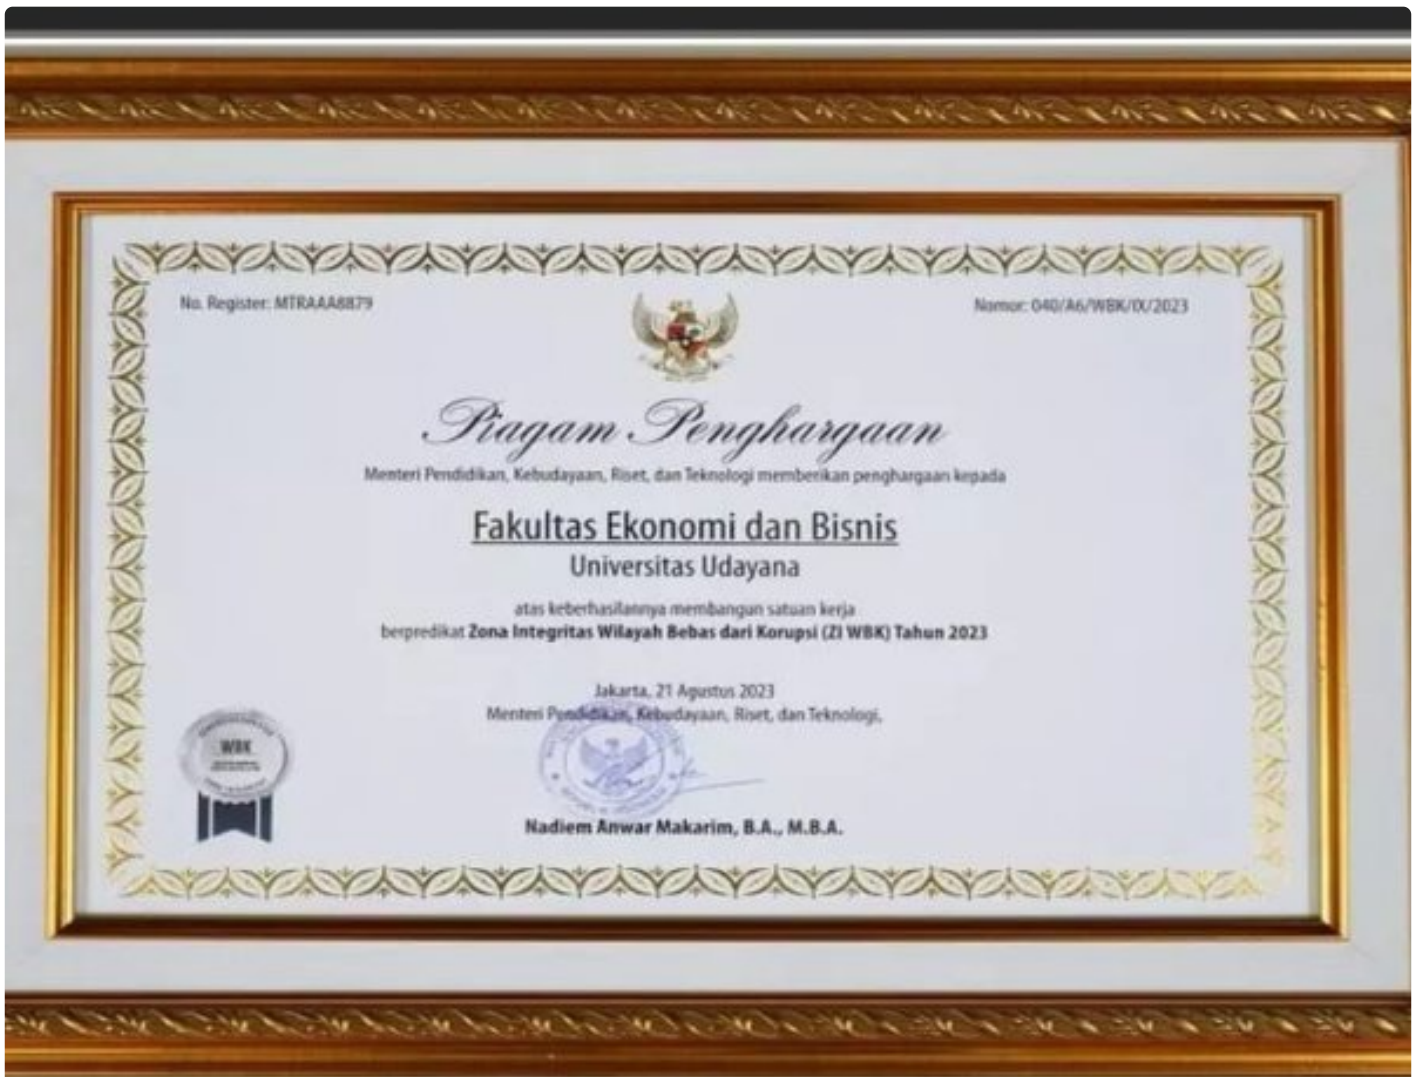 No. Register: MTRAAA8879
Nomor: 040/A6/WBK/IX/2023
Piagam Penghargaan
Menteri Pendidikan, Kebudayaan, Riset, dan Teknologi memberikan penghargaan kepada
Fakultas Ekonomi dan Bisnis
Universitas Udayana
atas keberhasilannya membangun satuan kerja
berpredikat Zona Integritas Wilayah Bebas dari Korupsi (ZI WBK) Tahun 2023
Jakarta, 21 Agustus 2023
Menteri Pendidikan, Kebudayaan, Riset, dan Teknologi,
WBK
Nadiem Anwar Makarim, B.A., M.B.A.